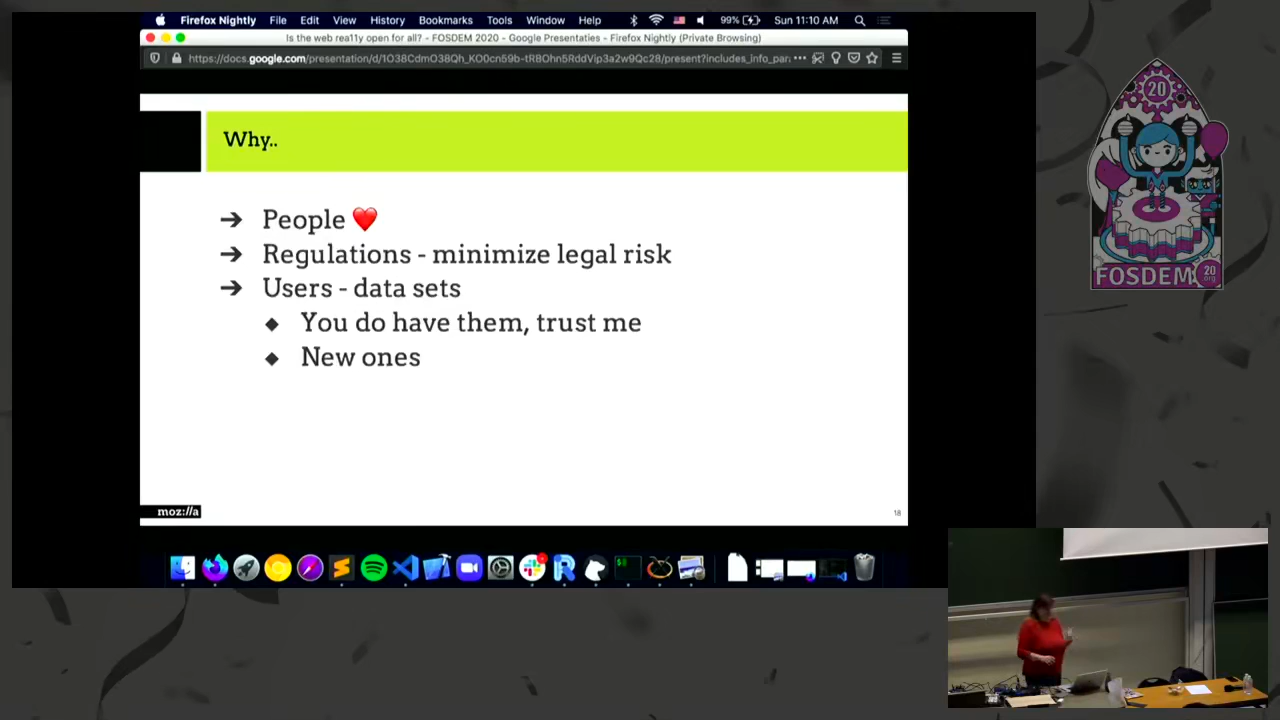 Firefox Nightly File Edit View History Bookmarks Tools Window Help 99% Sun 11:10 AM
Is the web rea11y open for all? - FOSDEM 2020 - Google Presentaties - Firefox Nightly (Private Browsing)
Why..
➔ People ❤️
➔ Regulations - minimize legal risk
➔ Users - data sets
◆ You do have them, trust me
◆ New ones
moz://a
18
20
FOSDEM
20
.org